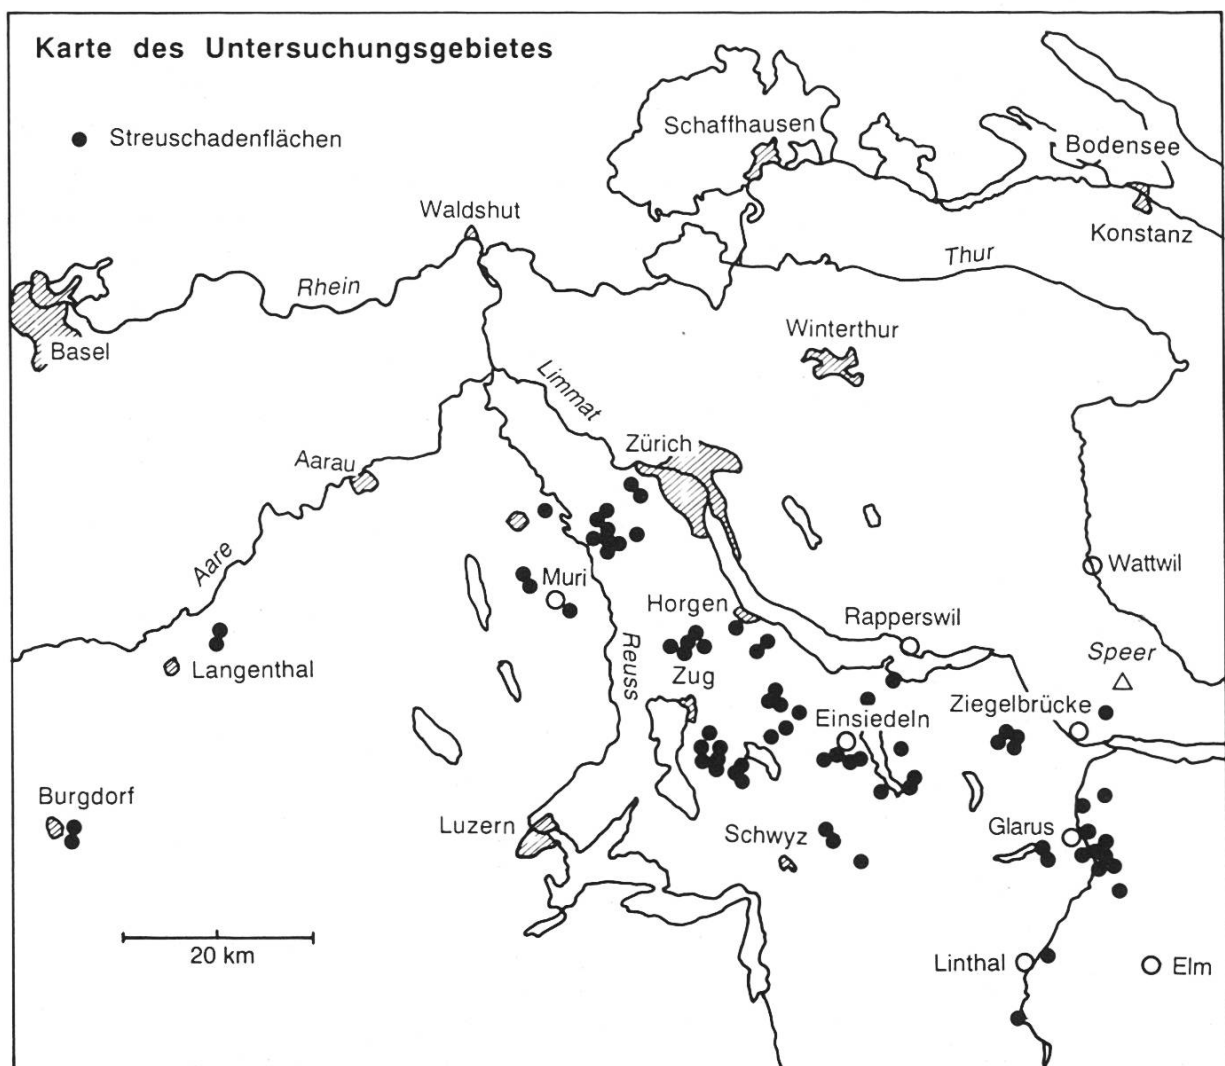 Karte des Untersuchungsgebietes
Streuschadenflächen
Schaffhausen
Bodensee
Waldshut
Konstanz
Thur
Rhein
Winterthur
Basel
Limmat
Zürich
Aarau
Aare
Wattwil
Muri
Horgen
Rapperswil
Langenthal
Reuss
Zug
Speer
Einsiedeln
Ziegelbrücke
Burgdorf
Luzern
Schwyz
Glarus
20 km
Linthal
Elm